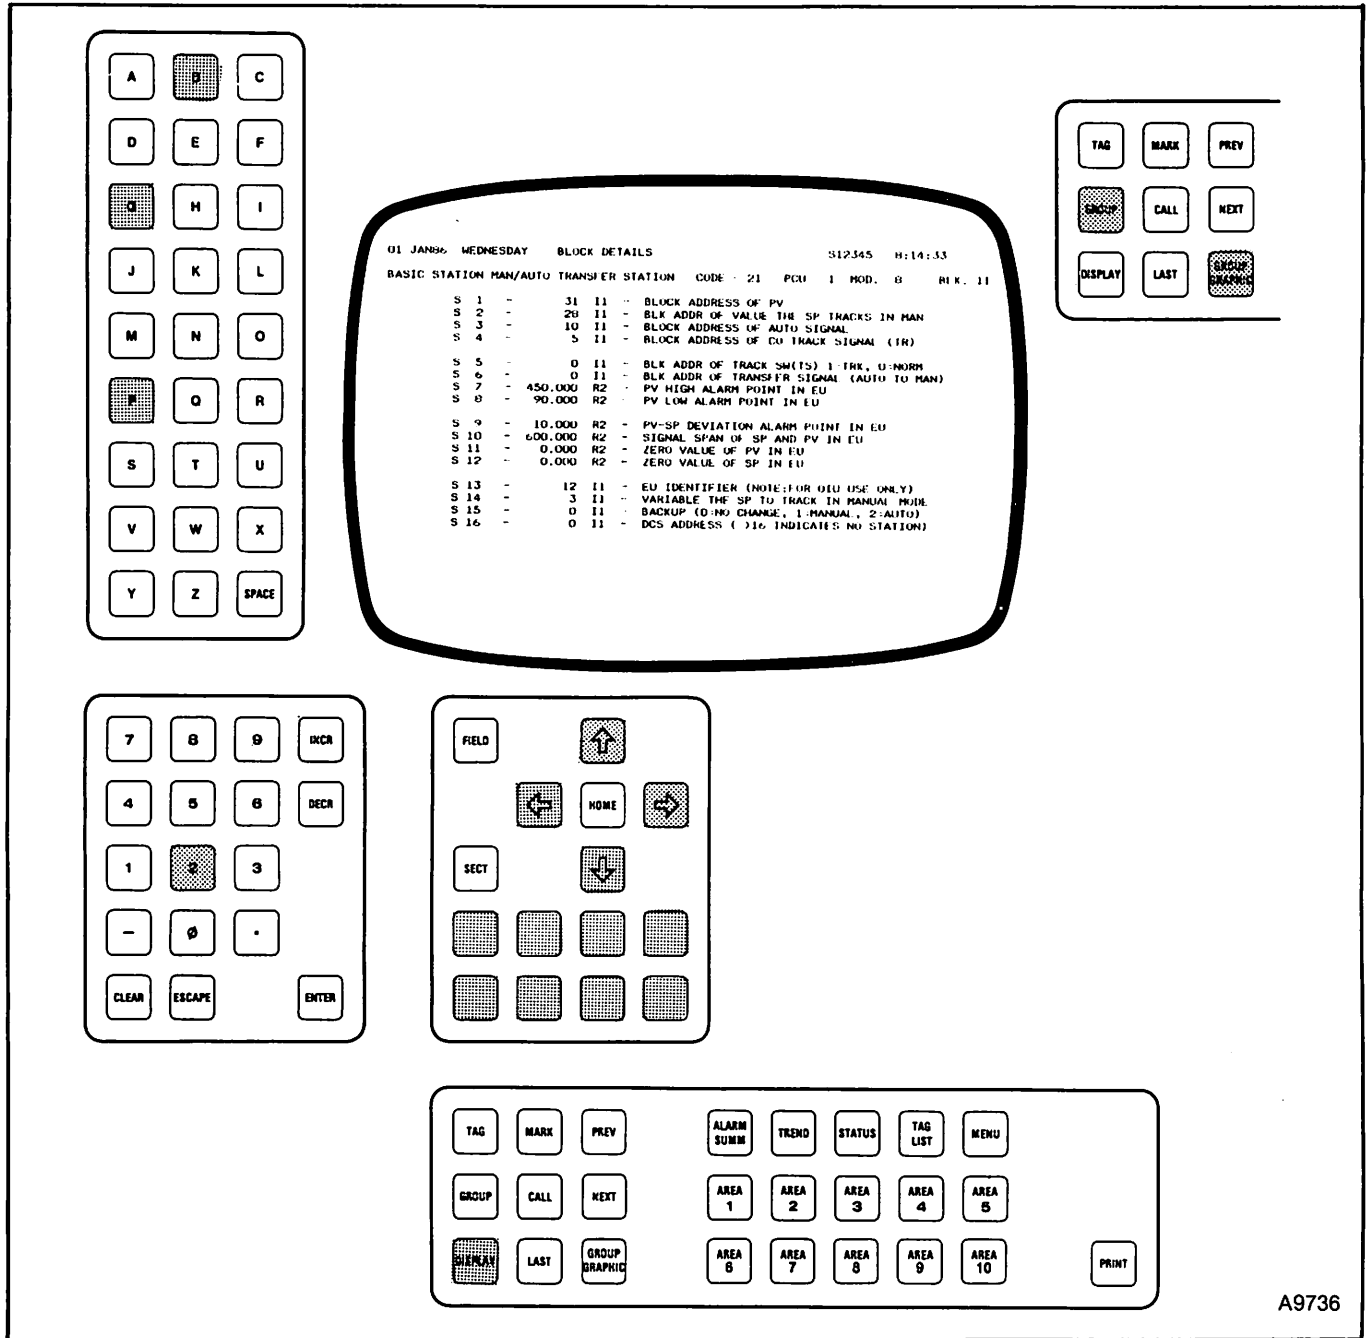 A B C
D E F
G H I
J K L
M N O
P Q R
S T U
V W X
Y Z SPACE
TAG MARK PREV
GROUP CALL NEXT
DISPLAY LAST GROUP GRAPHIC
01 JAN86 WEDNESDAY BLOCK DETAILS S12345 8:14:33
BASIC STATION MAN/AUTO TRANSFER STATION CODE - 21 PCU 1 MOD. 8 BLK. 11
S 1 - 31 I1 - BLOCK ADDRESS OF PV
S 2 - 28 I1 - BLK ADDR OF VALUE THE SP TRACKS IN MAN
S 3 - 10 I1 - BLOCK ADDRESS OF AUTO SIGNAL
S 4 - 5 I1 - BLOCK ADDRESS OF CO TRACK SIGNAL (TR)
S 5 - 0 I1 - BLK ADDR OF TRACK SW(TS) 1:TRK, 0:NORM
S 6 - 0 I1 - BLK ADDR OF TRANSFER SIGNAL (AUTO TO MAN)
S 7 - 450.000 R2 - PV HIGH ALARM POINT IN EU
S 8 - 90.000 R2 - PV LOW ALARM POINT IN EU
S 9 - 10.000 R2 - PV-SP DEVIATION ALARM POINT IN EU
S 10 - 600.000 R2 - SIGNAL SPAN OF SP AND PV IN EU
S 11 - 0.000 R2 - ZERO VALUE OF PV IN EU
S 12 - 0.000 R2 - ZERO VALUE OF SP IN EU
S 13 - 12 I1 - EU IDENTIFIER (NOTE:FOR OIU USE ONLY)
S 14 - 3 I1 - VARIABLE THE SP TO TRACK IN MANUAL MODE
S 15 - 0 I1 - BACKUP (0:NO CHANGE, 1:MANUAL, 2:AUTO)
S 16 - 0 I1 - DCS ADDRESS ( >16 INDICATES NO STATION)
7 8 9 INCR
4 5 6 DECR
1 2 3
- Ø .
CLEAR ESCAPE ENTER
FIELD
HOME
SECT
TAG MARK PREV ALARM SUMM TREND STATUS TAG LIST MENU
GROUP CALL NEXT AREA 1 AREA 2 AREA 3 AREA 4 AREA 5
DISPLAY LAST GROUP GRAPHIC AREA 6 AREA 7 AREA 8 AREA 9 AREA 10 PRINT
A9736